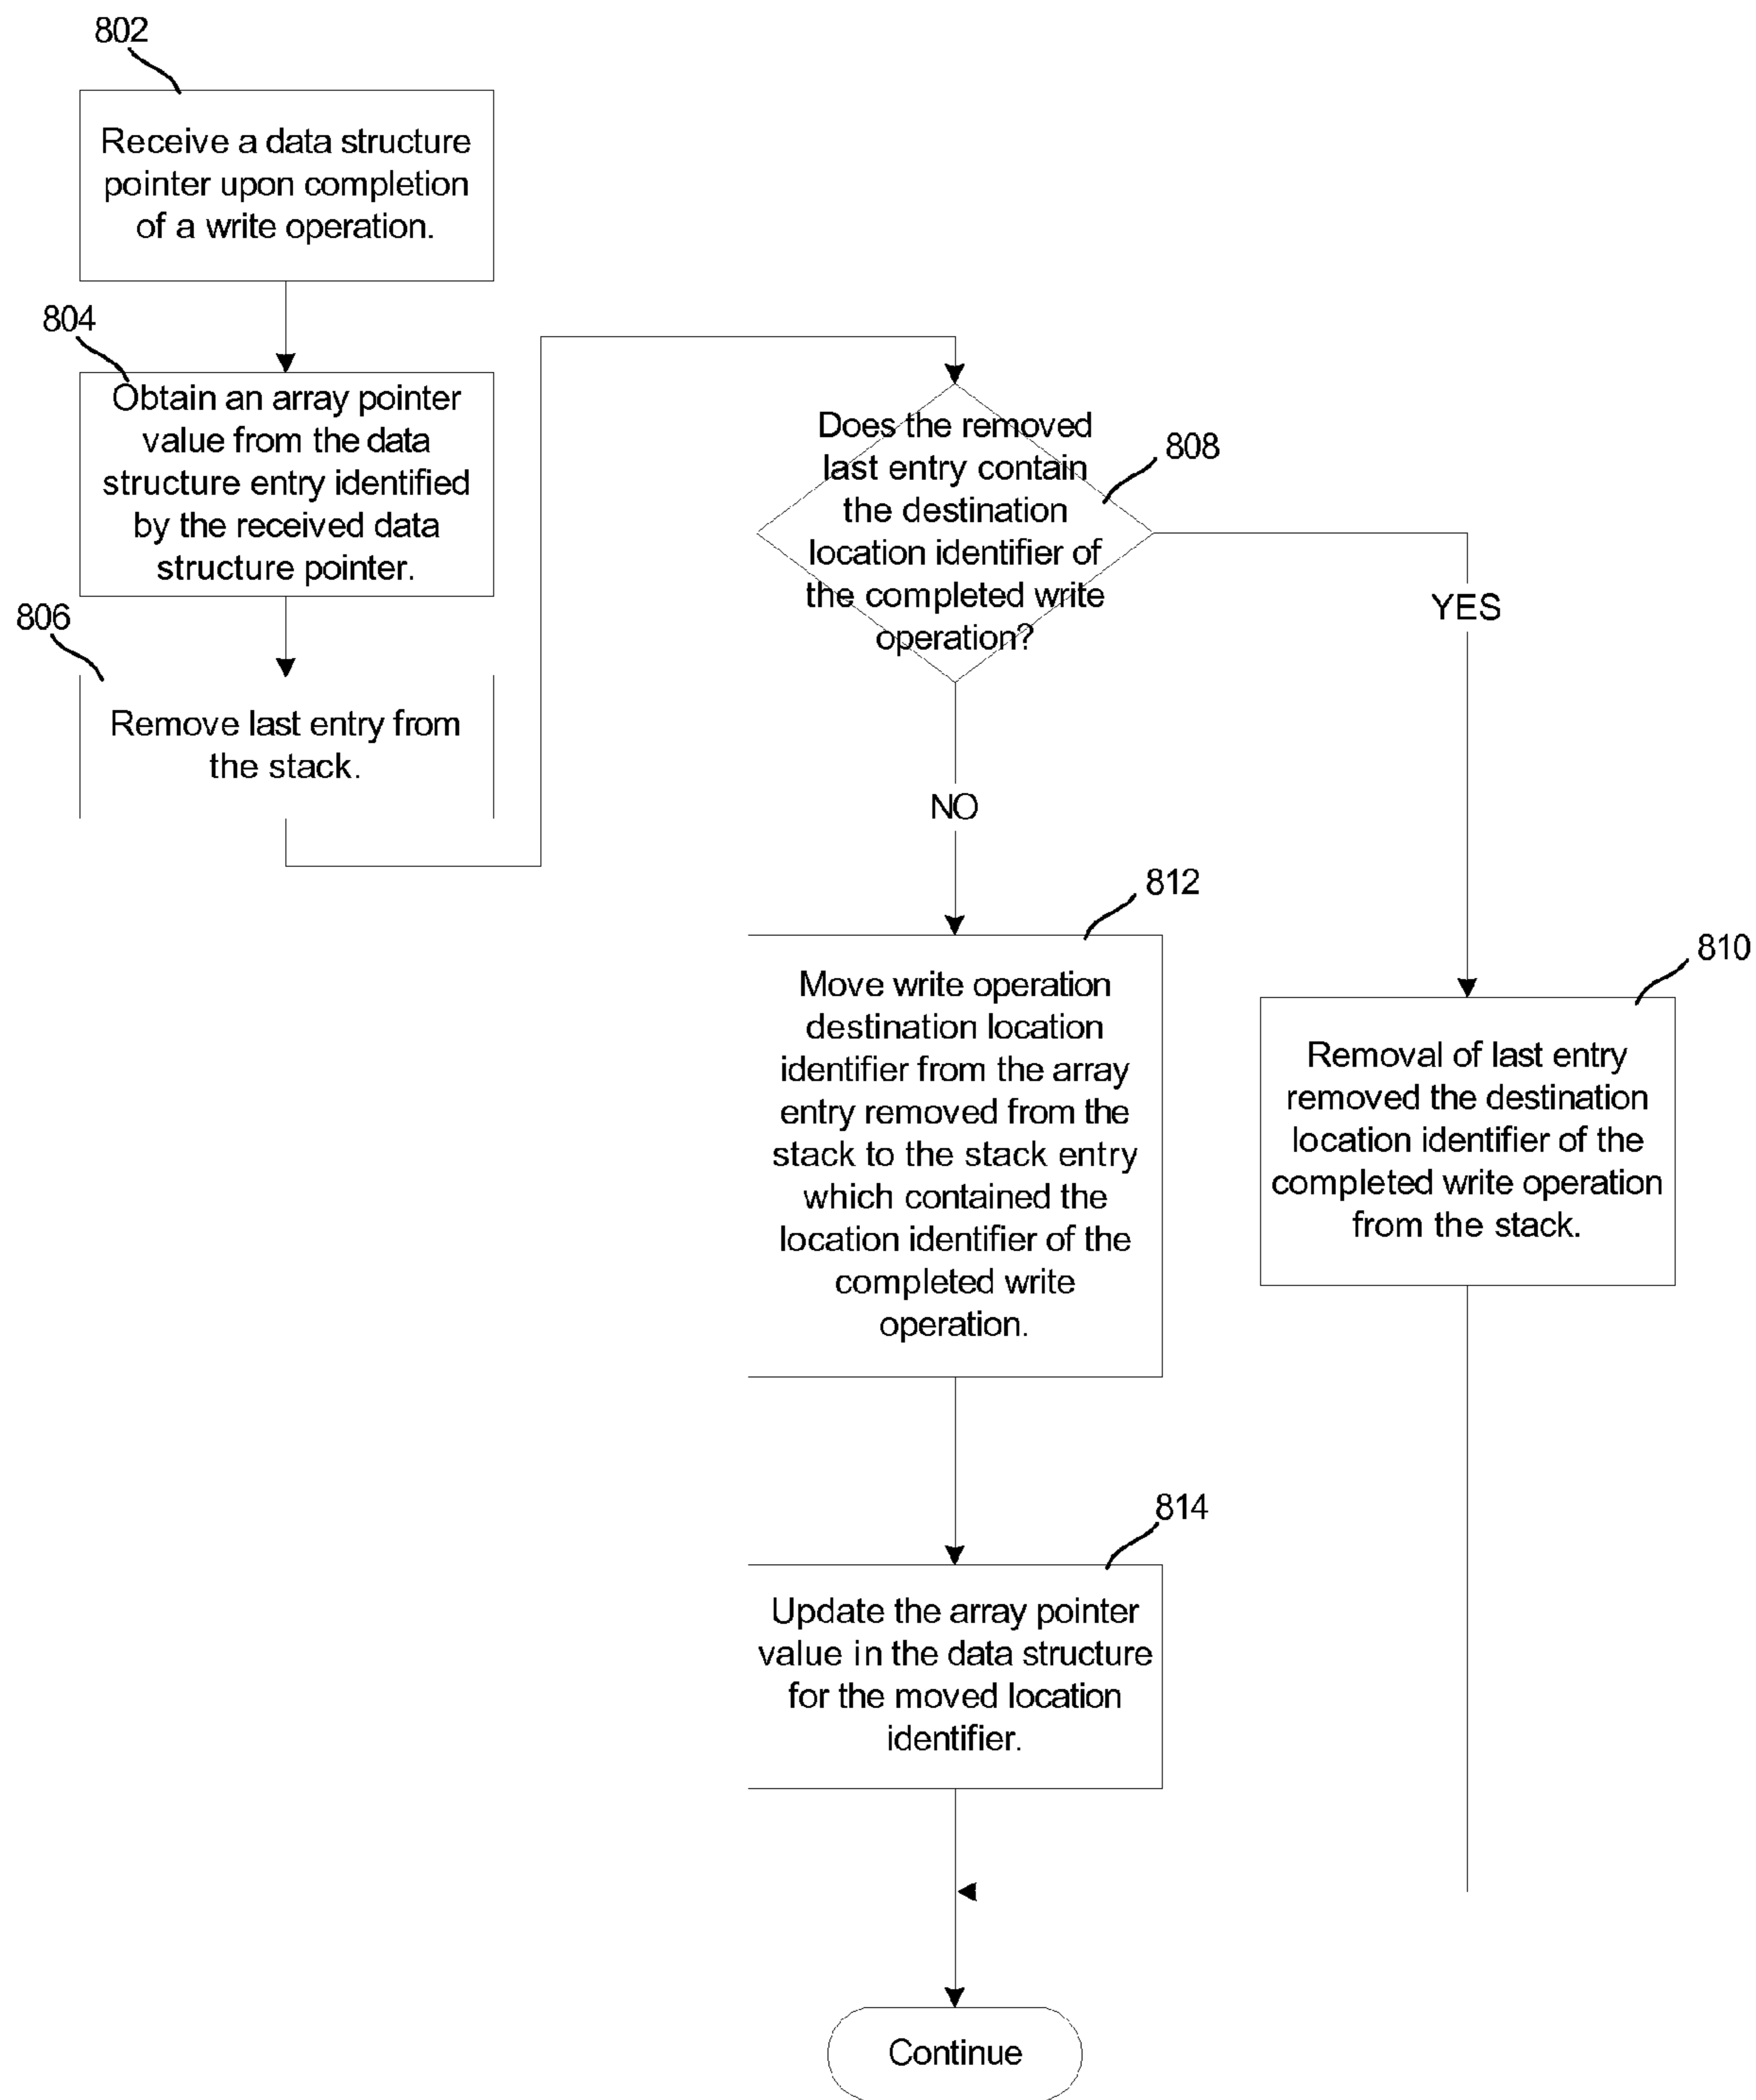 802
Receive a data structure
pointer upon completion
of a write operation.
804
Obtain an array pointer
value from the data
structure entry identified
by the received data
structure pointer.
806
Remove last entry from
the stack.
Does the removed
last entry contain
the destination
location identifier of
the completed write
operation?
808
YES
NO
812
Move write operation
destination location
identifier from the array
entry removed from the
stack to the stack entry
which contained the
location identifier of the
completed write
operation.
810
Removal of last entry
removed the destination
location identifier of the
completed write operation
from the stack.
814
Update the array pointer
value in the data structure
for the moved location
identifier.
Continue